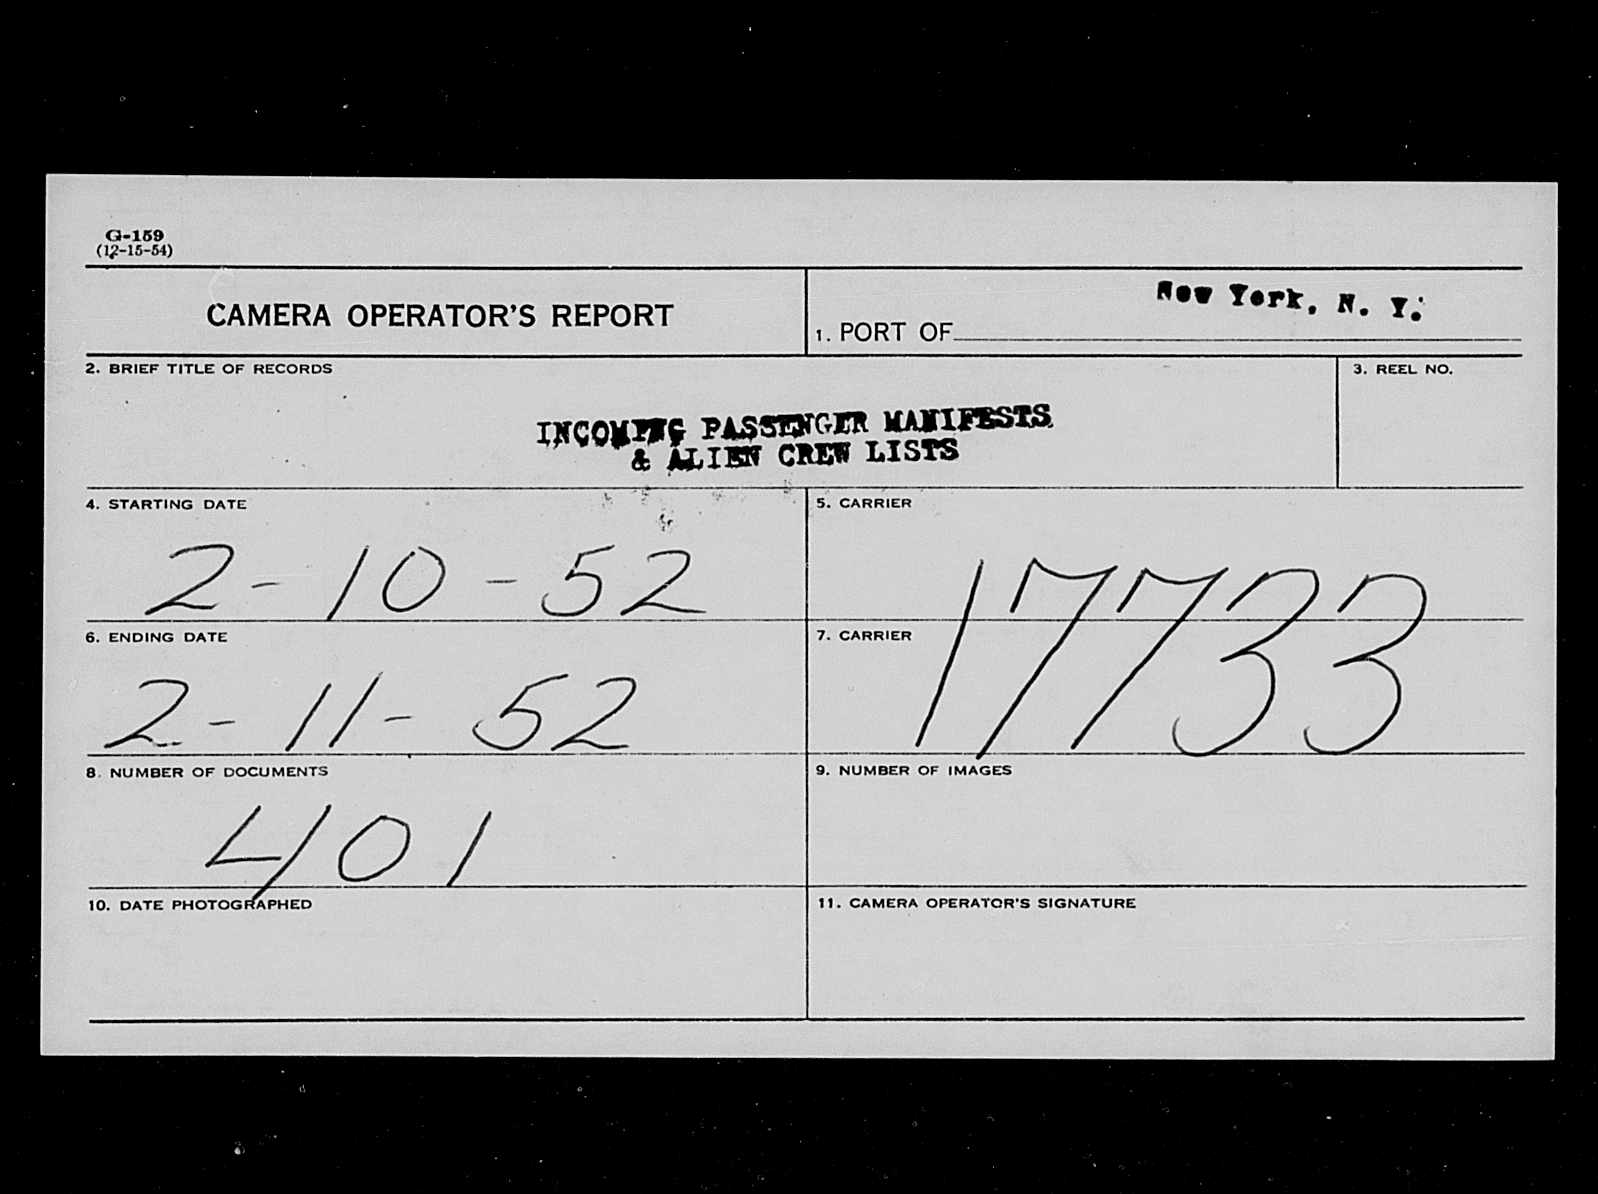 G-159
(12-15-54)
CAMERA OPERATOR'S REPORT
1. PORT OF New York, N. Y.
2. BRIEF TITLE OF RECORDS
INCOMING PASSENGER MANIFESTS
& ALIEN CREW LISTS
3. REEL NO.
4. STARTING DATE
2-10-52
5. CARRIER
17733
6. ENDING DATE
2-11-52
7. CARRIER
8. NUMBER OF DOCUMENTS
401
9. NUMBER OF IMAGES
10. DATE PHOTOGRAPHED
11. CAMERA OPERATOR'S SIGNATURE